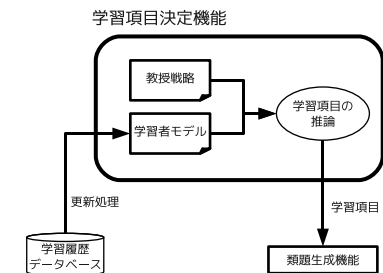 学習項目決定機能
教授戦略
学習者モデル
学習項目の
推論
更新処理
学習項目
学習履歴
データベース
類題生成機能